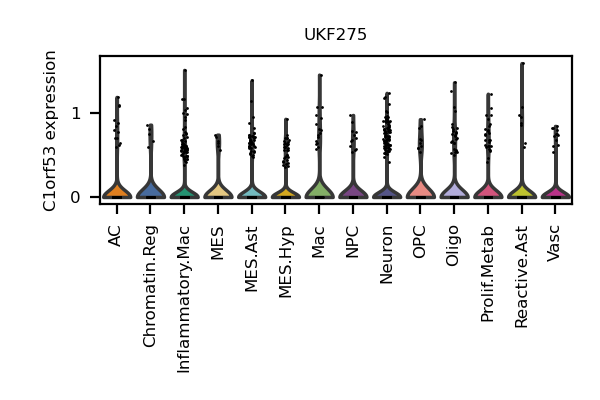 UKF275
C1orf53 expression
1
0
AC
Chromatin.Reg
Inflammatory.Mac
MES
MES.Ast
MES.Hyp
Mac
NPC
Neuron
OPC
Oligo
Prolif.Metab
Reactive.Ast
Vasc